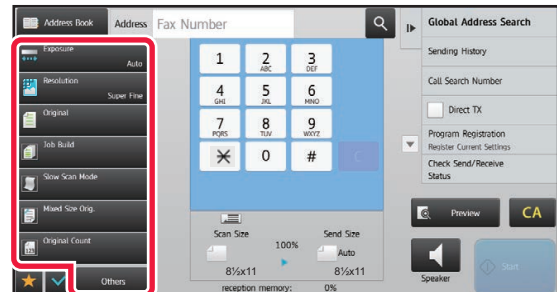 Address Book
Address
Fax Number
Exposure
Auto
Resolution
Super Fine
Original
Job Build
Slow Scan Mode
Mixed Size Orig.
Original Count
Others
1
2
ABC
3
DEF
4
GHI
5
JKL
6
MNO
7
PQRS
8
TUV
9
WXYZ
0
#
C
Scan Size
100%
Send Size
Auto
8½x11
8½x11
reception memory: 0%
Global Address Search
Sending History
Call Search Number
Direct TX
Program Registration
Register Current Settings
Check Send/Receive
Status
Preview
CA
Speaker
Start